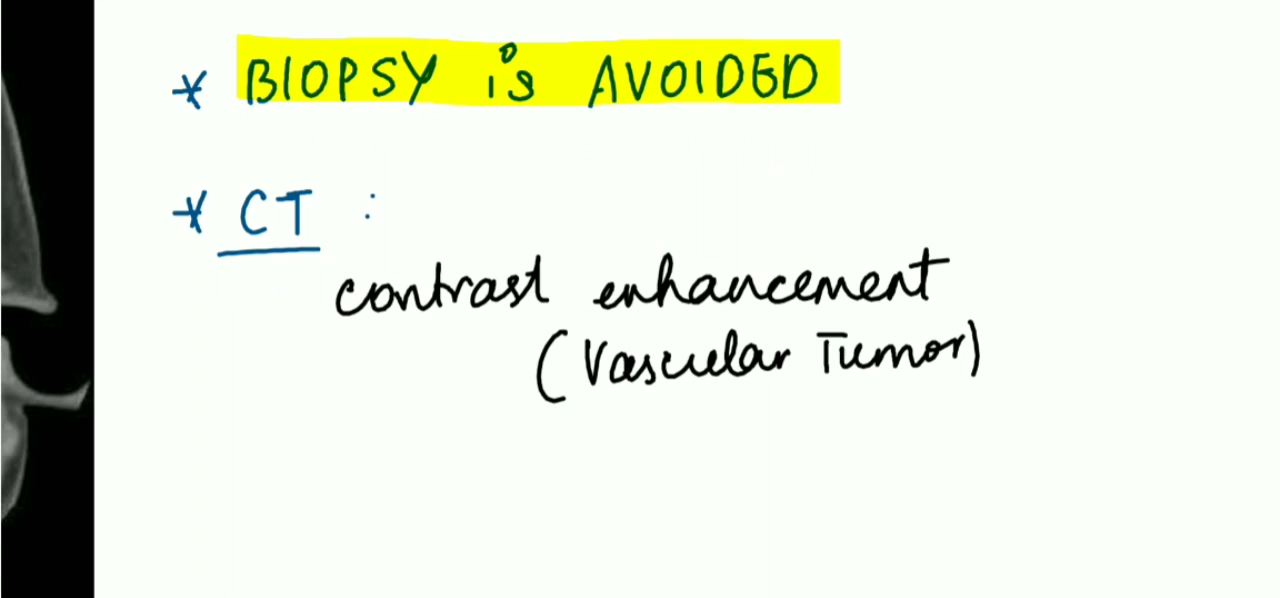 * BIOPSY is AVOIDED
* CT :
contrast enhancement
(Vascular Tumor)